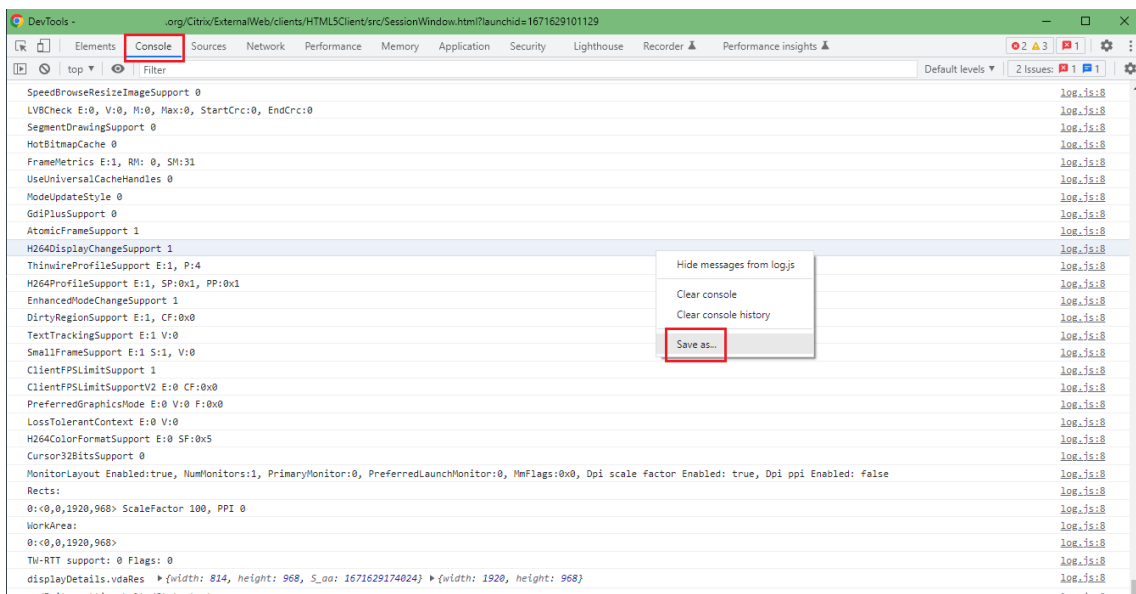 DevTools - .org/Citrix/ExternalWeb/clients/HTML5Client/src/SessionWindow.html?launchid=1671629101129
Elements Console Sources Network Performance Memory Application Security Lighthouse Recorder Performance insights 2 3 1
top Filter Default levels 2 Issues: 1 1
SpeedBrowseResizeImageSupport 0 log.js:8
LVBCheck E:0, V:0, M:0, Max:0, StartCrc:0, EndCrc:0 log.js:8
SegmentDrawingSupport 0 log.js:8
HotBitmapCache 0 log.js:8
FrameMetrics E:1, RM: 0, SM:31 log.js:8
UseUniversalCacheHandles 0 log.js:8
ModeUpdateStyle 0 log.js:8
GdiPlusSupport 0 log.js:8
AtomicFrameSupport 1 log.js:8
H264DisplayChangeSupport 1 log.js:8
ThinwireProfileSupport E:1, P:4 log.js:8
H264ProfileSupport E:1, SP:0x1, PP:0x1 log.js:8
EnhancedModeChangeSupport 1 log.js:8
DirtyRegionSupport E:1, CF:0x0 log.js:8
TextTrackingSupport E:1 V:0 log.js:8
SmallFrameSupport E:1 S:1, V:0 log.js:8
ClientFPSLimitSupport 1 log.js:8
ClientFPSLimitSupportV2 E:0 CF:0x0 log.js:8
PreferredGraphicsMode E:0 V:0 F:0x0 log.js:8
LossTolerantContext E:0 V:0 log.js:8
H264ColorFormatSupport E:0 SF:0x5 log.js:8
Cursor32BitsSupport 0 log.js:8
MonitorLayout Enabled:true, NumMonitors:1, PrimaryMonitor:0, PreferredLaunchMonitor:0, MmFlags:0x0, Dpi scale factor Enabled: true, Dpi ppi Enabled: false log.js:8
Rects: log.js:8
0:<0,0,1920,968> ScaleFactor 100, PPI 0 log.js:8
WorkArea: log.js:8
0:<0,0,1920,968> log.js:8
TW-RTT support: 0 Flags: 0 log.js:8
displayDetails.vdaRes {width: 814, height: 968, S_aa: 1671629174024} {width: 1920, height: 968} log.js:8
Hide messages from log.js
Clear console
Clear console history
Save as...